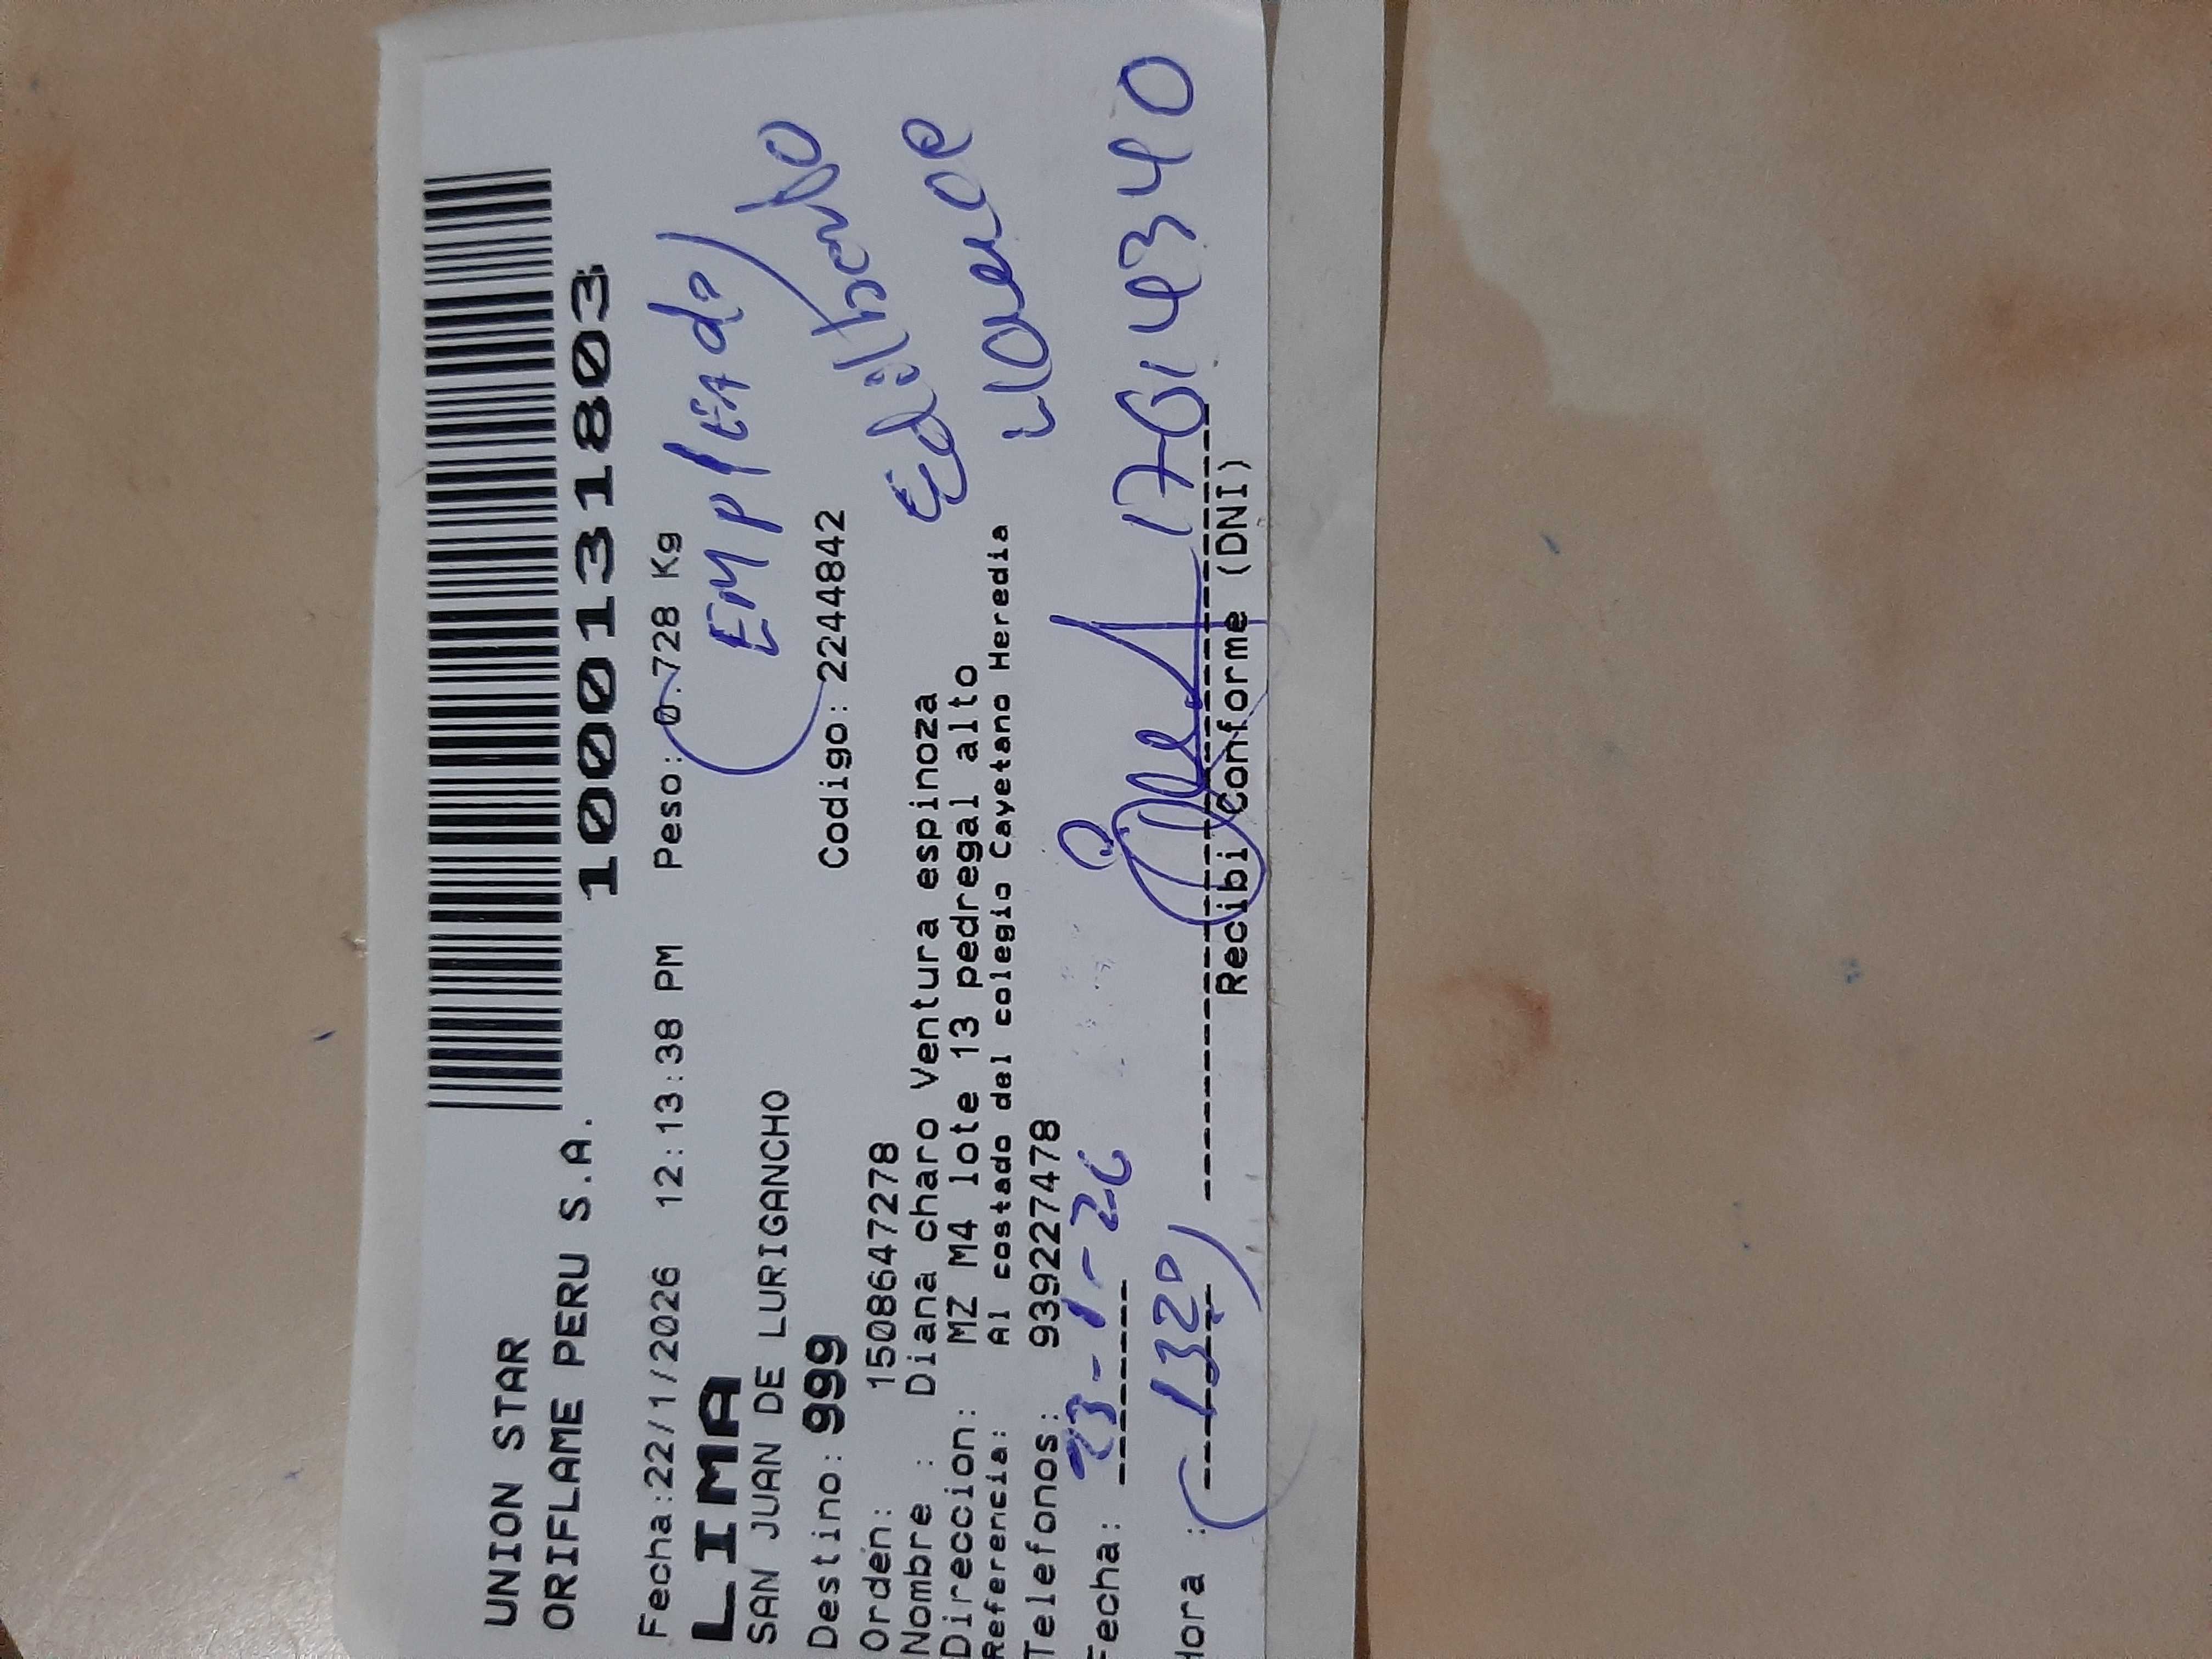 UNION STAR
ORIFLAME PERU S.A.
1000131803
Fecha:22/1/2026 12:13:38 PM Peso:0.728 Kg
LIMA
SAN JUAN DE LURIGANCHO
(EMpleado)
Destino:999 Codigo:2244842
Edilberto
Orden: 1508647278
Nombre : Diana charo Ventura espinoza
Direccion: MZ M4 lote 13 pedregal alto
Referencia: Al costado del colegio Cayetano Heredia
Telefonos: 939227478
Fecha: 23-1-26
Hora : (1320)
Recibi Conforme (DNI)